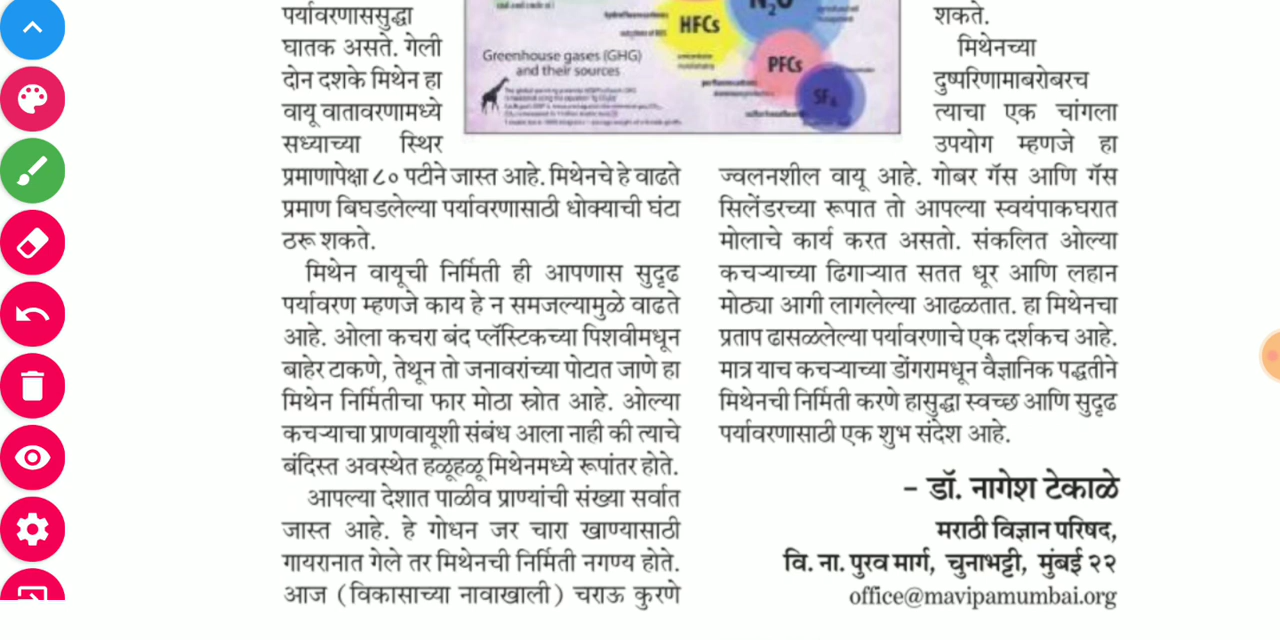 पर्यावरणाससुद्धा
घातक असते. गेली
दोन दशके मिथेन हा
वायू वातावरणामध्ये
सध्याच्या स्थिर
प्रमाणापेक्षा ८० पटीने जास्त आहे. मिथेनचे हे वाढते
प्रमाण बिघडलेल्या पर्यावरणासाठी धोक्याची घंटा
ठरू शकते.
मिथेन वायूची निर्मिती ही आपणास सुदृढ
पर्यावरण म्हणजे काय हे न समजल्यामुळे वाढते
आहे. ओला कचरा बंद प्लॅस्टिकच्या पिशवीमधून
बाहेर टाकणे, तेथून तो जनावरांच्या पोटात जाणे हा
मिथेन निर्मितीचा फार मोठा स्रोत आहे. ओल्या
कचऱ्याचा प्राणवायूशी संबंध आला नाही की त्याचे
बंदिस्त अवस्थेत हळूहळू मिथेनमध्ये रूपांतर होते.
आपल्या देशात पाळीव प्राण्यांची संख्या सर्वात
जास्त आहे. हे गोधन जर चारा खाण्यासाठी
गायरानात गेले तर मिथेनची निर्मिती नगण्य होते.
आज (विकासाच्या नावाखाली) चराऊ कुरणे
N₂O
HFCs
PFCs
SF₆
Greenhouse gases (GHG)
and their sources
शकते.
मिथेनच्या
दुष्परिणामाबरोबरच
त्याचा एक चांगला
उपयोग म्हणजे हा
ज्वलनशील वायू आहे. गोबर गॅस आणि गॅस
सिलेंडरच्या रूपात तो आपल्या स्वयंपाकघरात
मोलाचे कार्य करत असतो. संकलित ओल्या
कचऱ्याच्या ढिगाऱ्यात सतत धूर आणि लहान
मोठ्या आगी लागलेल्या आढळतात. हा मिथेनचा
प्रताप ढासळलेल्या पर्यावरणाचे एक दर्शकच आहे.
मात्र याच कचऱ्याच्या डोंगरामधून वैज्ञानिक पद्धतीने
मिथेनची निर्मिती करणे हासुद्धा स्वच्छ आणि सुदृढ
पर्यावरणासाठी एक शुभ संदेश आहे.
– डॉ. नागेश टेकाळे
मराठी विज्ञान परिषद,
वि. ना. पुरव मार्ग, चुनाभट्टी, मुंबई २२
office@mavipamumbai.org